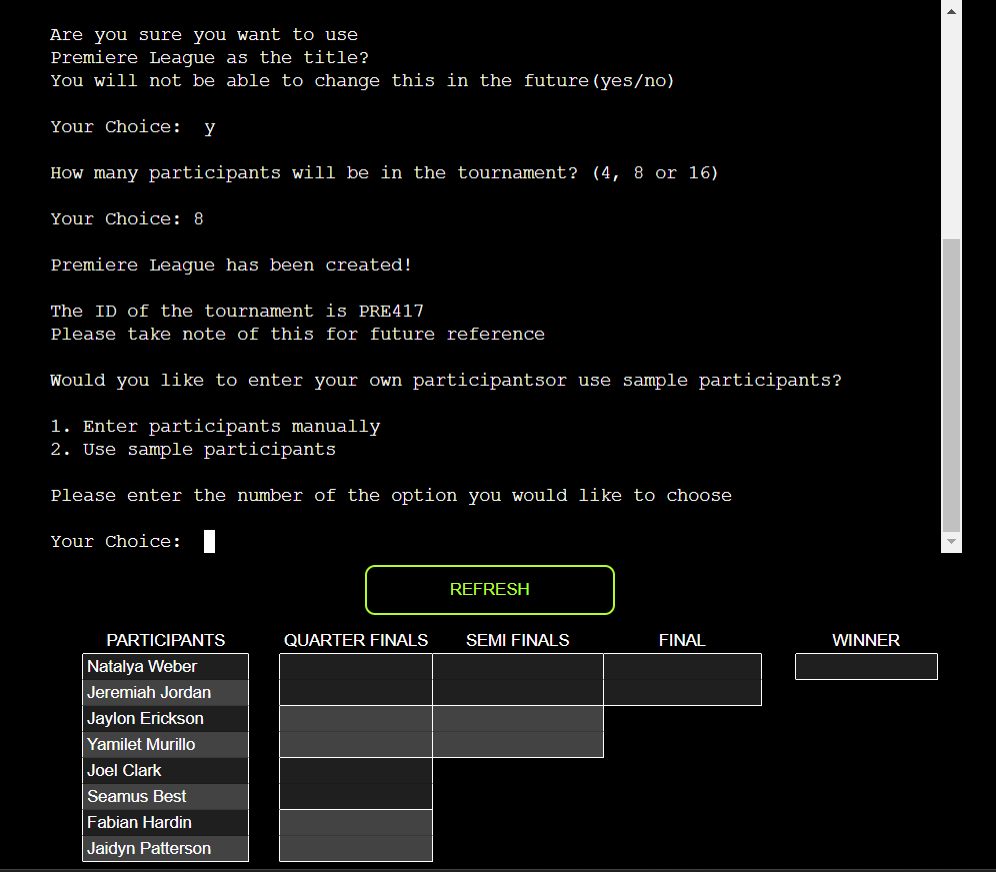 Are you sure you want to use
Premiere League as the title?
You will not be able to change this in the future(yes/no)
Your Choice:  y
How many participants will be in the tournament? (4, 8 or 16)
Your Choice: 8
Premiere League has been created!
The ID of the tournament is PRE417
Please take note of this for future reference
Would you like to enter your own participantsor use sample participants?
1. Enter participants manually
2. Use sample participants
Please enter the number of the option you would like to choose
Your Choice:
REFRESH
PARTICIPANTS QUARTER FINALS SEMI FINALS FINAL WINNER
Natalya Weber
Jeremiah Jordan
Jaylon Erickson
Yamilet Murillo
Joel Clark
Seamus Best
Fabian Hardin
Jaidyn Patterson